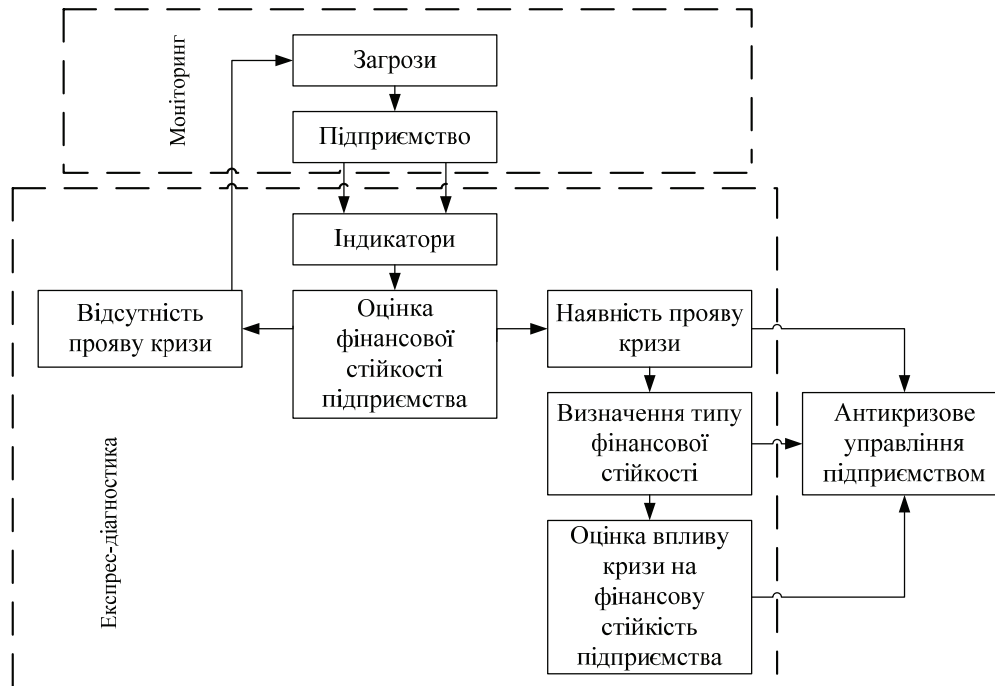 Моніторинг
Загрози
Підприємство
Індикатори
Відсутність
прояву кризи
Оцінка
фінансової
стійкості
підприємства
Наявність прояву
кризи
Визначення типу
фінансової
стійкості
Антикризове
управління
підприємством
Оцінка впливу
кризи на
фінансову
стійкість
підприємства
Експрес-діагностика